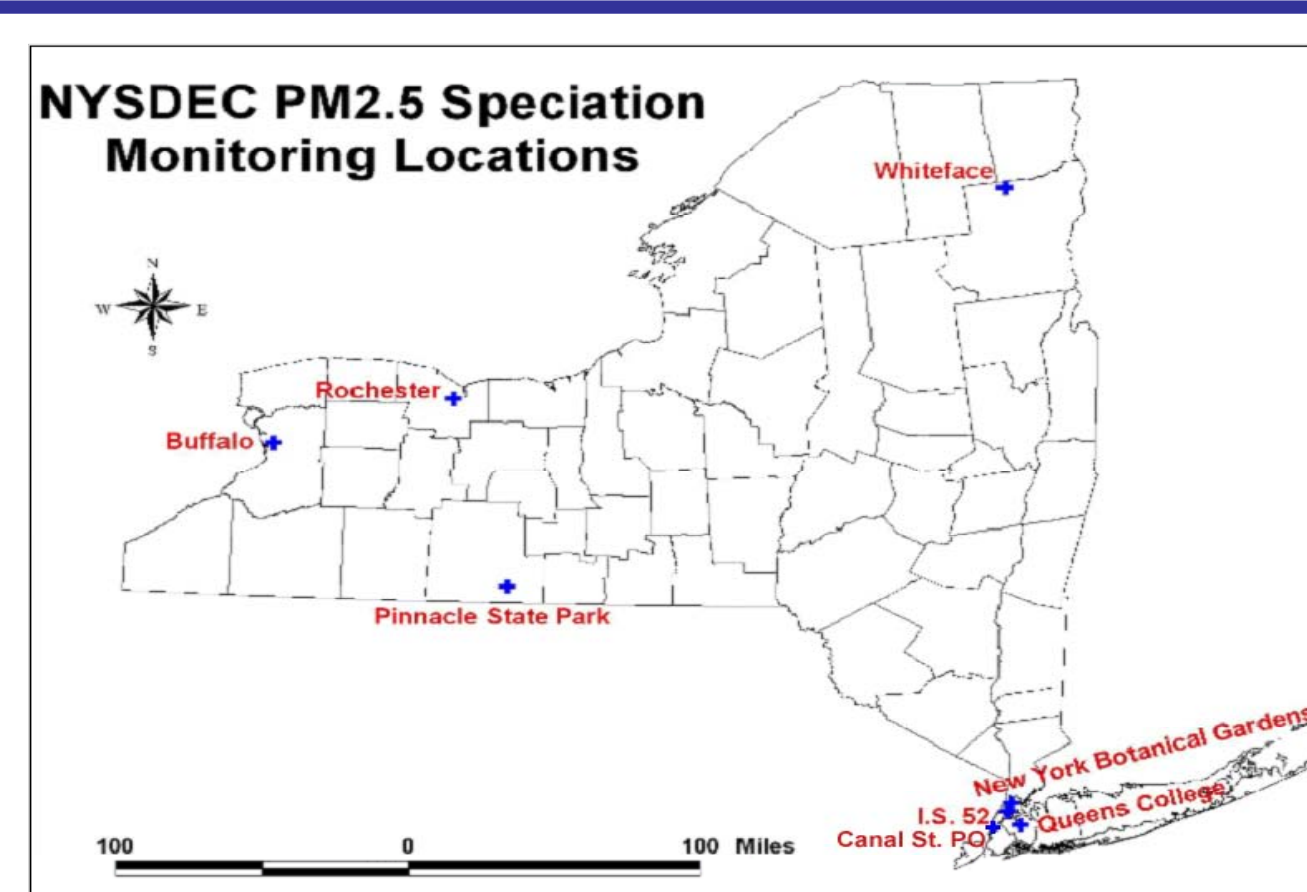 NYSDEC PM2.5 Speciation
Monitoring Locations
Whiteface
N
W
E
S
Rochester
Buffalo
Pinnacle State Park
New York Botanical Gardens
I.S. 52
Queens College
Canal St. PO
100
0
100 Miles